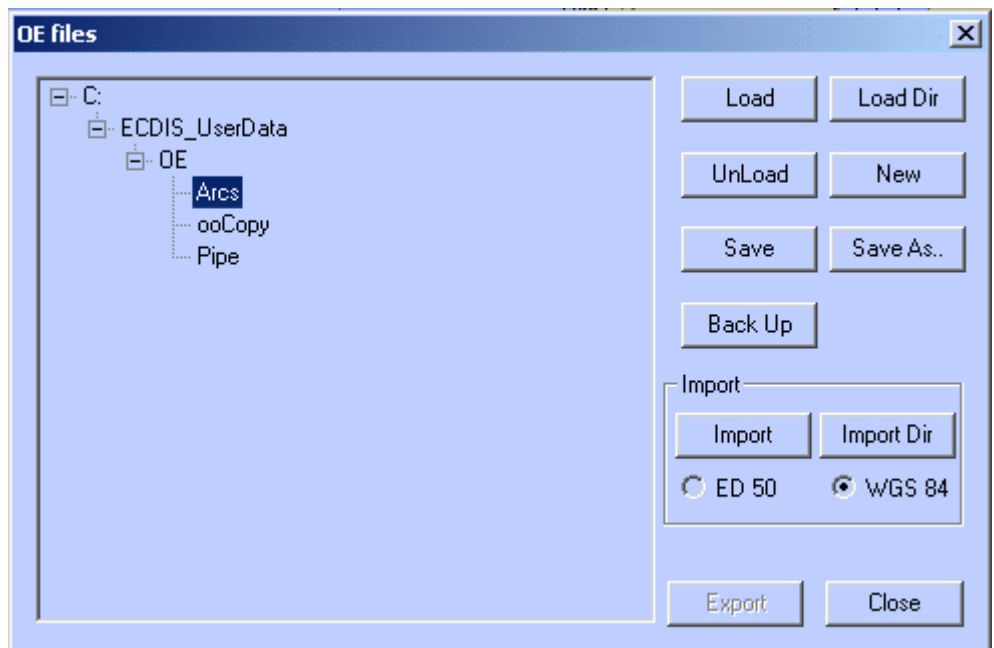 OE files
C:
ECDIS_UserData
OE
Arcs
ooCopy
Pipe
Load Load Dir
UnLoad New
Save Save As..
Back Up
Import
Import Import Dir
ED 50 WGS 84
Export Close